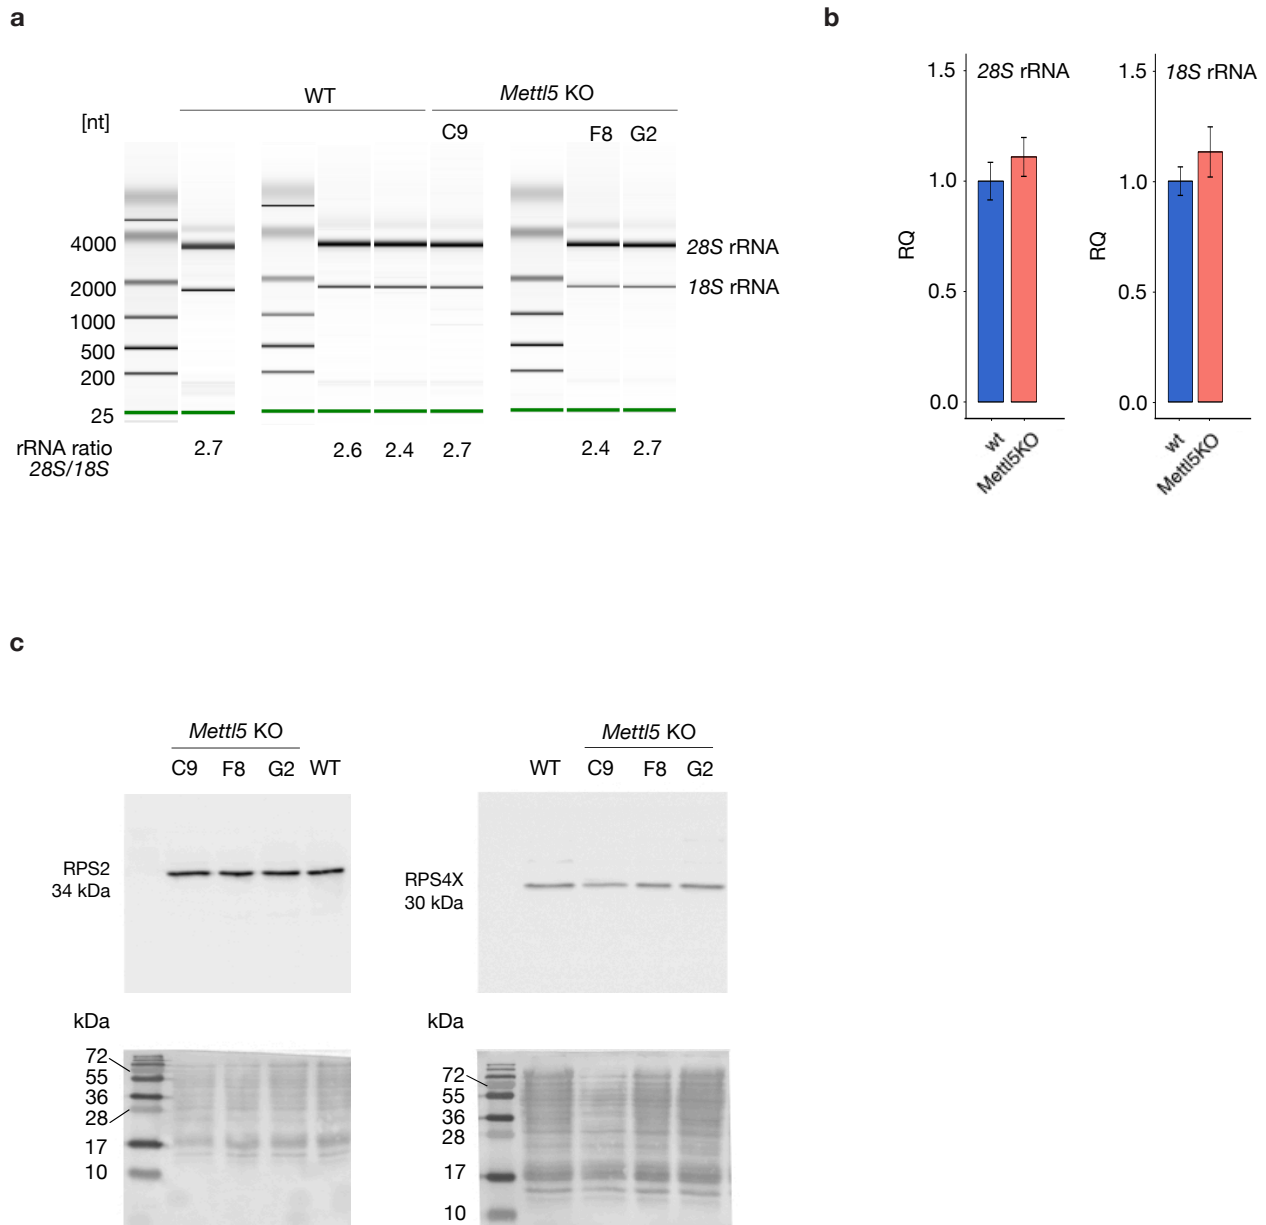 a
WT
Mettl5 KO
[nt]
C9
F8
G2
4000
2000
1000
500
200
25
28S rRNA
18S rRNA
rRNA ratio
28S/18S
2.7
2.6
2.4
2.7
2.4
2.7
b
28S rRNA
1.5
1.0
0.5
0.0
RQ
wt
Mettl5KO
18S rRNA
1.5
1.0
0.5
0.0
RQ
wt
Mettl5KO
c
Mettl5 KO
C9 F8 G2 WT
RPS2
34 kDa
kDa
72
55
36
28
17
10
Mettl5 KO
WT C9 F8 G2
RPS4X
30 kDa
kDa
72
55
36
28
17
10